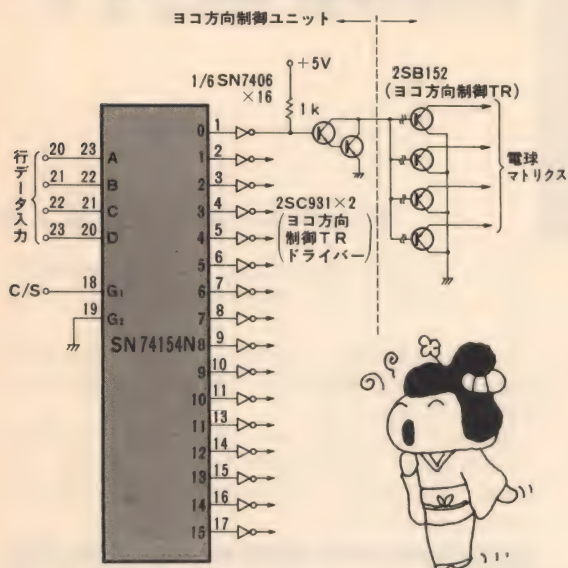 ヨコ方向制御ユニット
+5V
1/6 SN7406
×16
1k
2SB152
(ヨコ方向制御TR)
電球
マトリクス
2SC931×2
(ヨコ方向
制御TR
ドライバー)
行データ入力
20 23 A
21 22 B
22 21 C
23 20 D
C/S 18 G1
19 G2
SN74154N
0 1
1 2
2 3
3 4
4 5
5 6
6 7
7 8
8 9
9 10
10 11
11 13
12 14
13 15
14 16
15 17